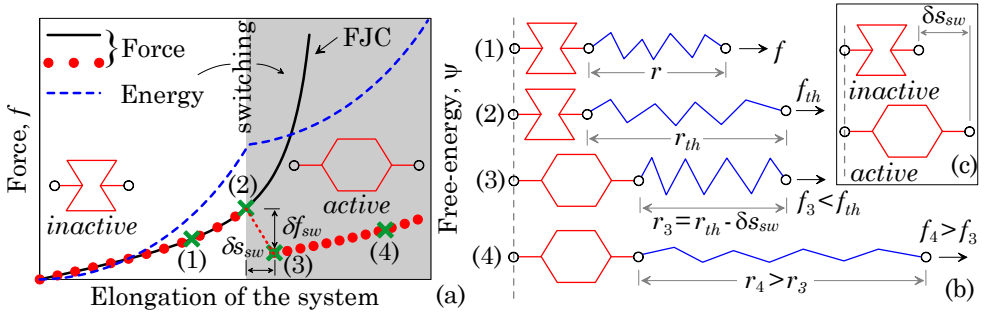 Force
Energy
FJC
switching
inactive
active
(1)
(2)
(3)
(4)
δf_sw
δs_sw
Force, f
Elongation of the system
Free-energy, ψ
(a)
(1)
r
f
(2)
r_th
f_th
(3)
r_3 = r_th - δs_sw
f_3 < f_th
(4)
r_4 > r_3
f_4 > f_3
(b)
δs_sw
inactive
active
(c)